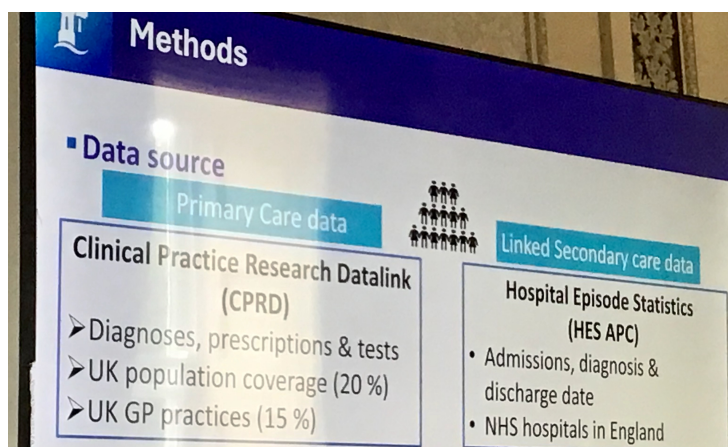 Methods
▪ Data source
Primary Care data
Clinical Practice Research Datalink
(CPRD)
➢Diagnoses, prescriptions & tests
➢UK population coverage (20 %)
➢UK GP practices (15 %)
Linked Secondary care data
Hospital Episode Statistics
(HES APC)
• Admissions, diagnosis &
discharge date
• NHS hospitals in England